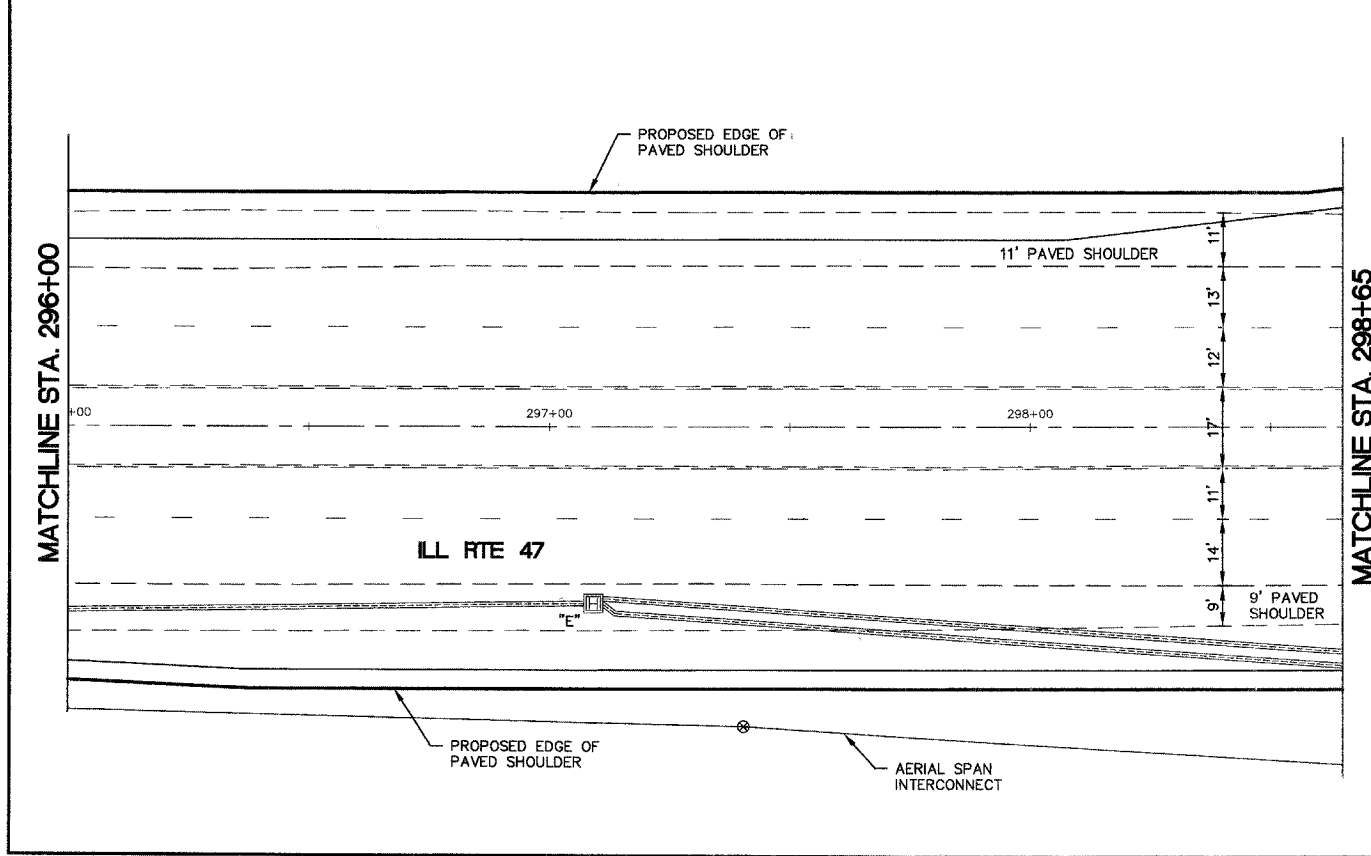 PROPOSED EDGE OF
PAVED SHOULDER
MATCHLINE STA. 296+00
11' PAVED SHOULDER
11'
13'
12'
+00
297+00
298+00
17'
11'
ILL RTE 47
14'
"E"
H
9'
9' PAVED
SHOULDER
MATCHLINE STA. 298+65
PROPOSED EDGE OF
PAVED SHOULDER
AERIAL SPAN
INTERCONNECT